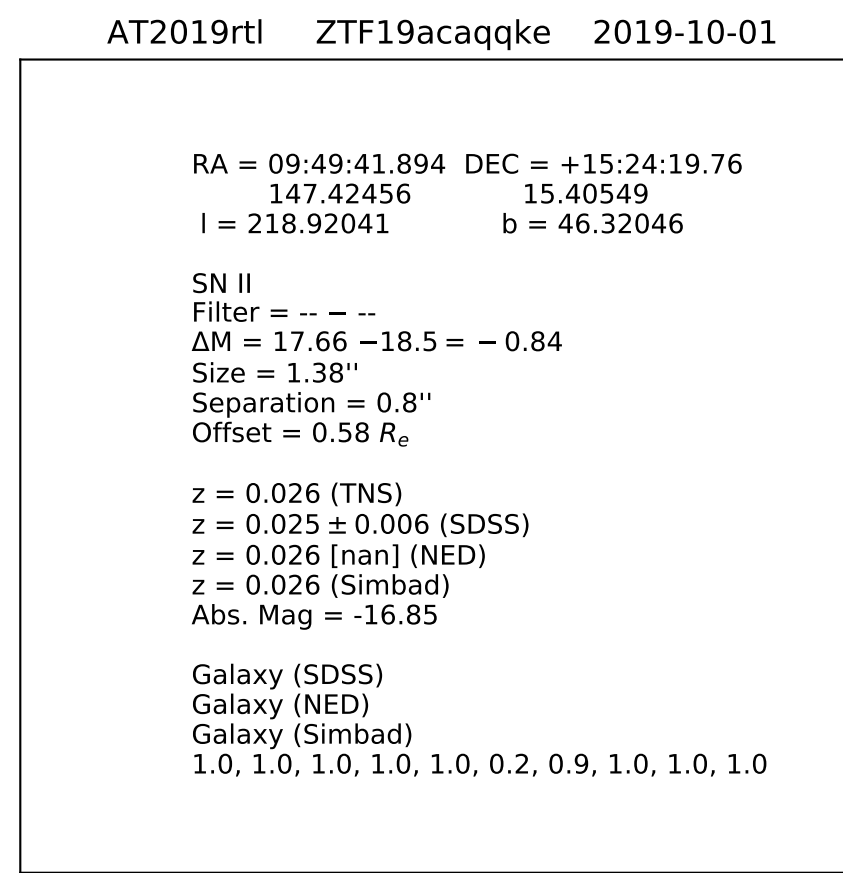 AT2019rtl ZTF19acaqqke 2019-10-01
RA = 09:49:41.894 DEC = +15:24:19.76
147.42456 15.40549
l = 218.92041 b = 46.32046
SN II
Filter = -- − --
ΔM = 17.66 −18.5 = − 0.84
Size = 1.38''
Separation = 0.8''
Offset = 0.58 Rₑ
z = 0.026 (TNS)
z = 0.025 ± 0.006 (SDSS)
z = 0.026 [nan] (NED)
z = 0.026 (Simbad)
Abs. Mag = -16.85
Galaxy (SDSS)
Galaxy (NED)
Galaxy (Simbad)
1.0, 1.0, 1.0, 1.0, 1.0, 0.2, 0.9, 1.0, 1.0, 1.0